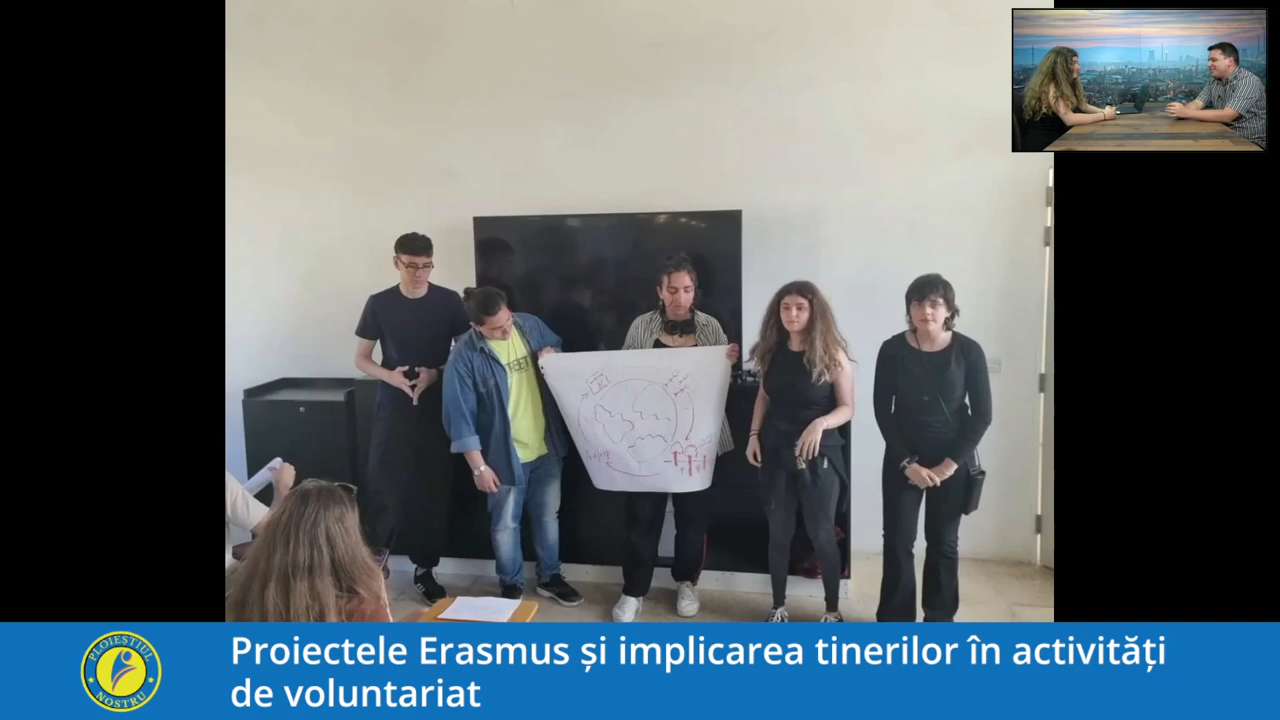 Proiectele Erasmus și implicarea tinerilor în activități
de voluntariat
PLOIEȘTIUL
NOSTRU